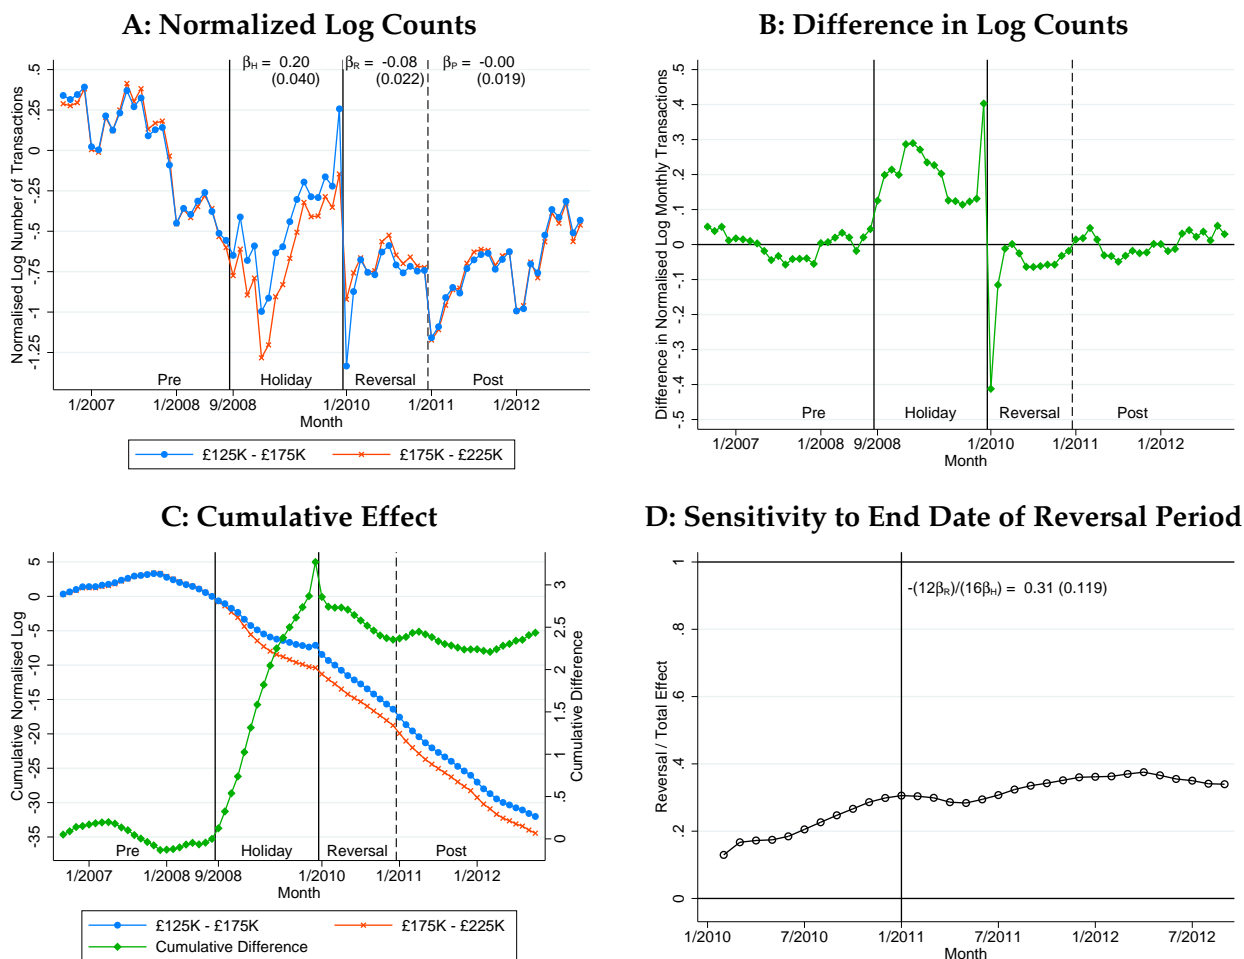 A: Normalized Log Counts
βH = 0.20
(0.040)
βR = -0.08
(0.022)
βP = -0.00
(0.019)
Normalised Log Number of Transactions
.5
.25
0
-.25
-.5
-.75
-1
-1.25
Pre
Holiday
Reversal
Post
1/2007
1/2008
9/2008
1/2010
1/2011
1/2012
Month
£125K - £175K
£175K - £225K
B: Difference in Log Counts
Difference in Normalised Log Monthly Transactions
.5
.4
.3
.2
.1
0
-.1
-.2
-.3
-.4
-.5
Pre
Holiday
Reversal
Post
1/2007
1/2008
9/2008
1/2010
1/2011
1/2012
Month
C: Cumulative Effect
Cumulative Normalised Log
5
0
-5
-10
-15
-20
-25
-30
-35
Cumulative Difference
3
2.5
2
1.5
1
.5
0
Pre
Holiday
Reversal
Post
1/2007
1/2008
9/2008
1/2010
1/2011
1/2012
Month
£125K - £175K
£175K - £225K
Cumulative Difference
D: Sensitivity to End Date of Reversal Period
-(12βR)/(16βH) = 0.31 (0.119)
Reversal / Total Effect
1
.8
.6
.4
.2
0
1/2010
7/2010
1/2011
7/2011
1/2012
7/2012
Month